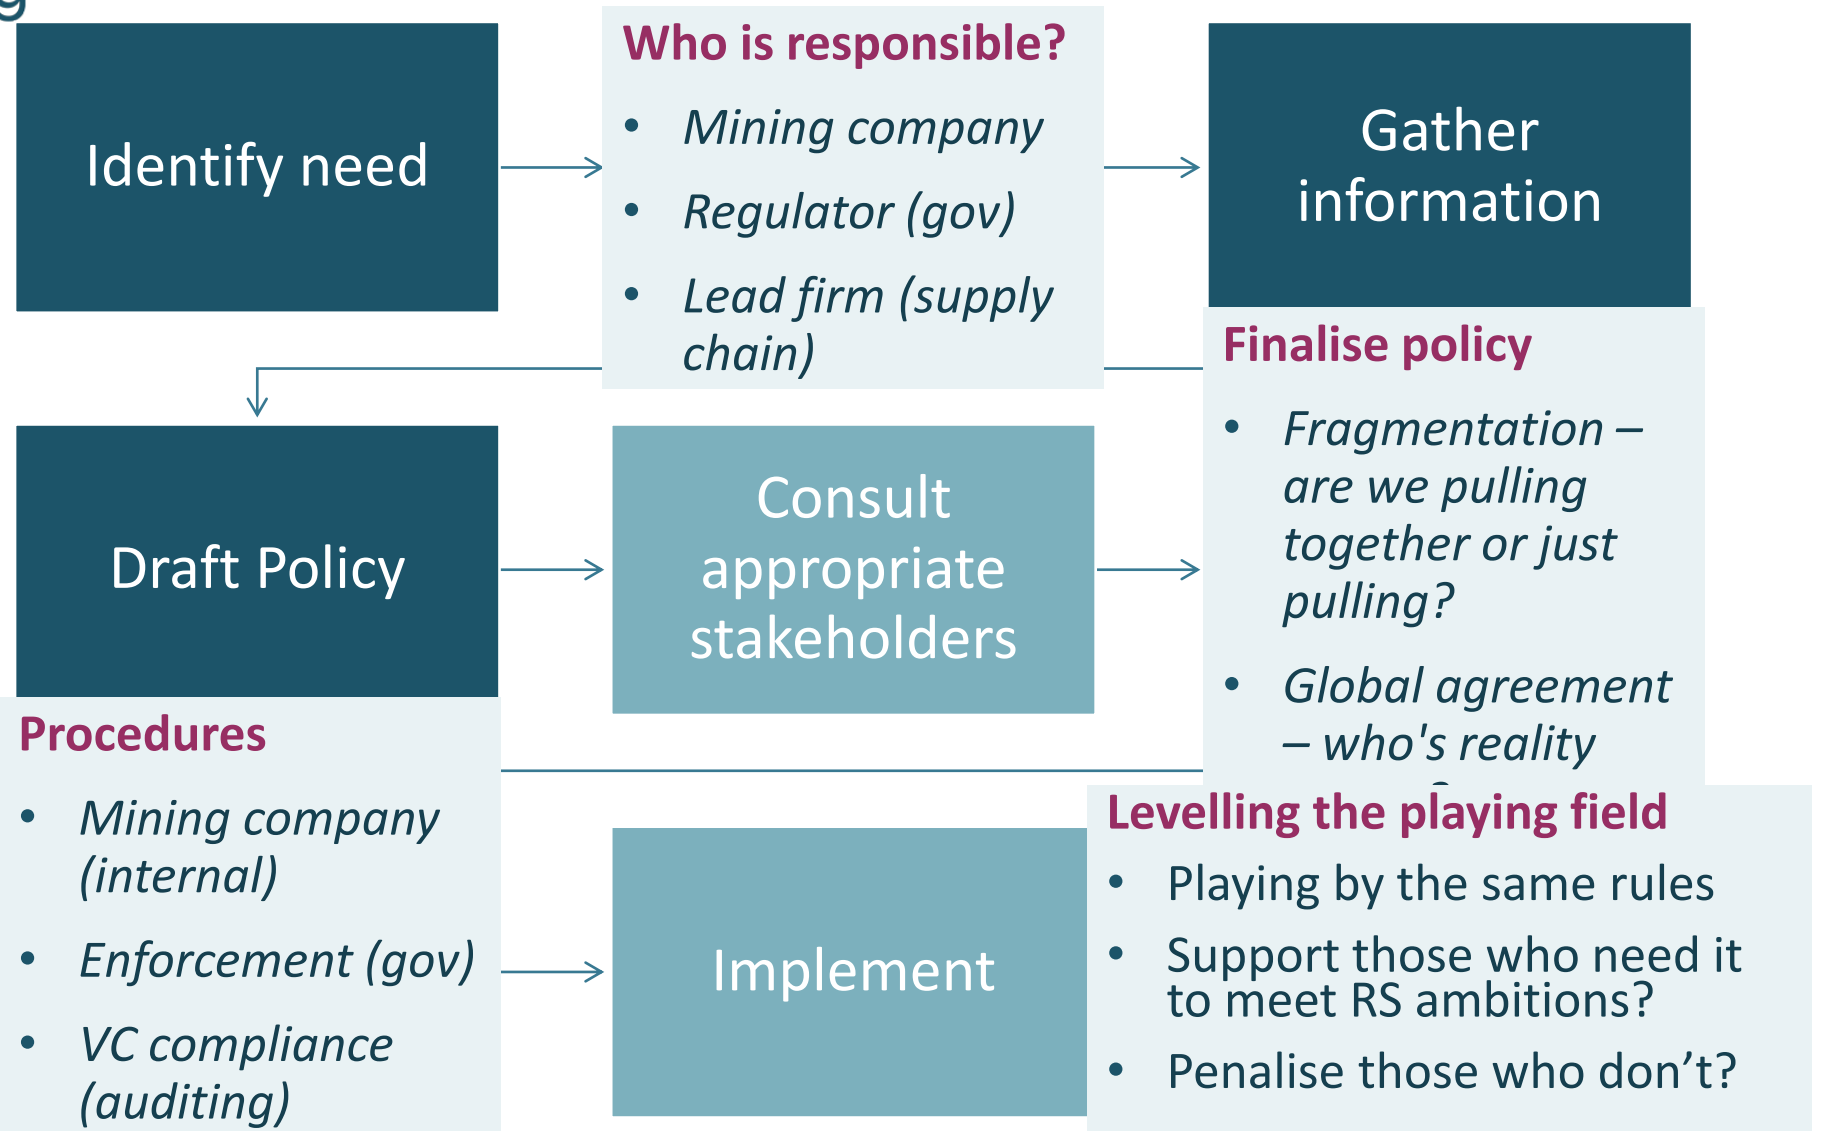 Identify need
Who is responsible?
• Mining company
• Regulator (gov)
• Lead firm (supply
chain)
Gather
information
Draft Policy
Consult
appropriate
stakeholders
Finalise policy
• Fragmentation –
are we pulling
together or just
pulling?
• Global agreement
– who's reality
Procedures
• Mining company
(internal)
• Enforcement (gov)
• VC compliance
(auditing)
Implement
Levelling the playing field
• Playing by the same rules
• Support those who need it
to meet RS ambitions?
• Penalise those who don’t?